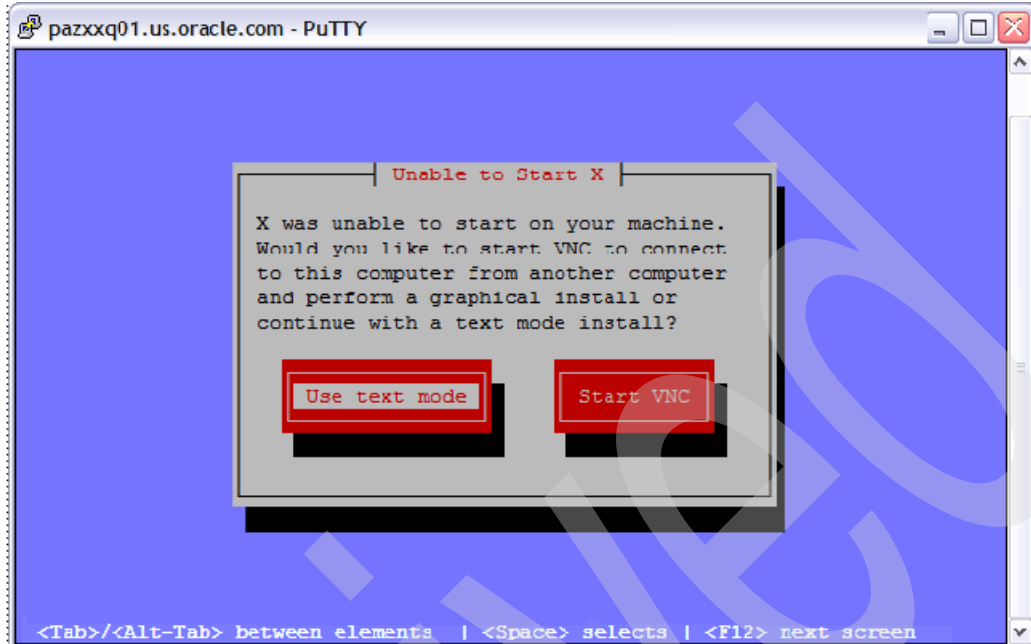 pazxxq01.us.oracle.com - PuTTY
Unable to Start X
X was unable to start on your machine.
Would you like to start VNC to connect
to this computer from another computer
and perform a graphical install or
continue with a text mode install?
Use text mode Start VNC
<Tab>/<Alt-Tab> between elements | <Space> selects | <F12> next screen